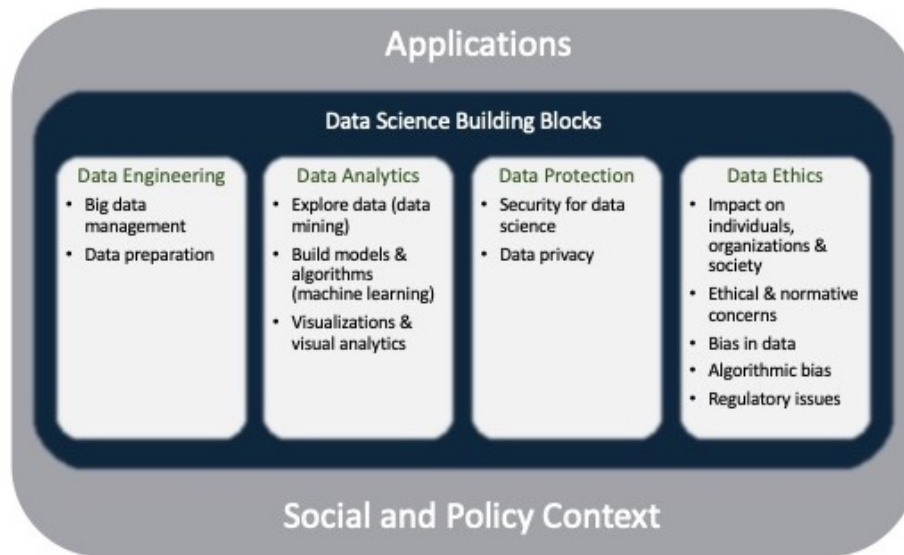 Applications
Data Science Building Blocks
Data Engineering
• Big data
management
• Data preparation
Data Analytics
• Explore data (data
mining)
• Build models &
algorithms
(machine learning)
• Visualizations &
visual analytics
Data Protection
• Security for data
science
• Data privacy
Data Ethics
• Impact on
individuals,
organizations &
society
• Ethical & normative
concerns
• Bias in data
• Algorithmic bias
• Regulatory issues
Social and Policy Context